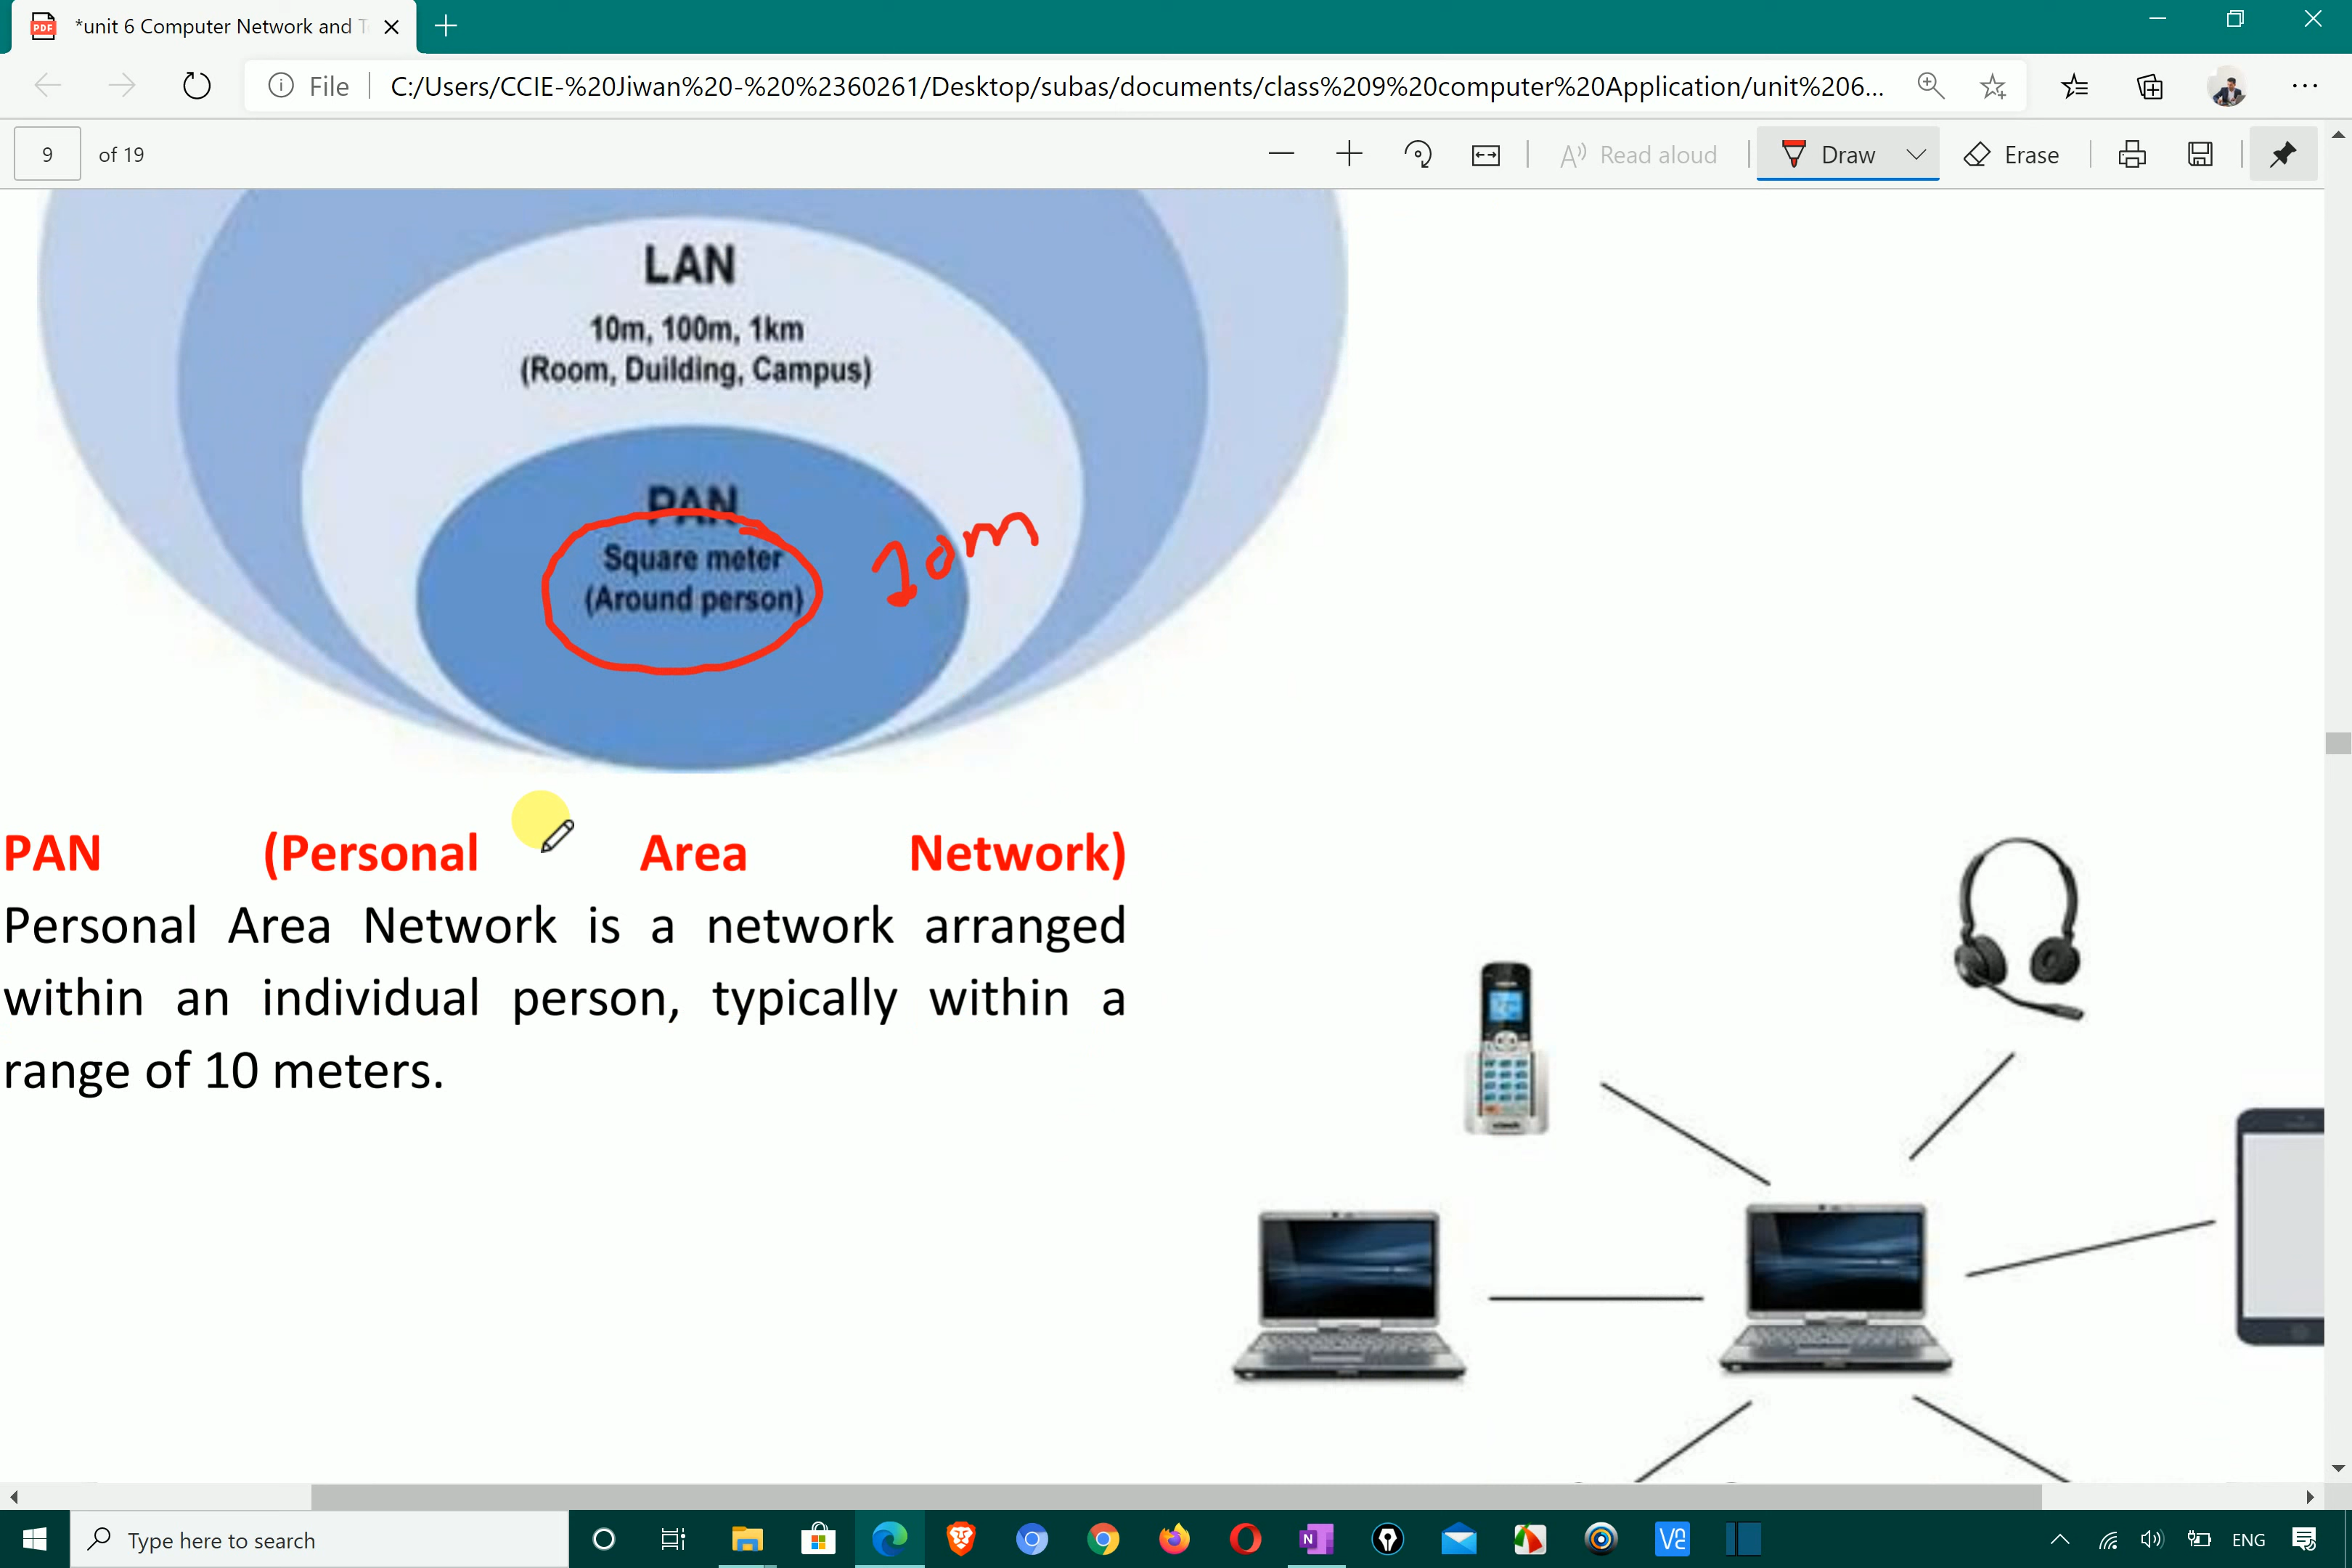 *unit 6 Computer Network and T
File C:/Users/CCIE-%20Jiwan%20-%20%2360261/Desktop/subas/documents/class%209%20computer%20Application/unit%206...
9 of 19 Read aloud Draw Erase
LAN
10m, 100m, 1km
(Room, Duilding, Campus)
PAN
Square meter
(Around person)
10m
PAN (Personal Area Network)
Personal Area Network is a network arranged
within an individual person, typically within a
range of 10 meters.
Type here to search
ENG